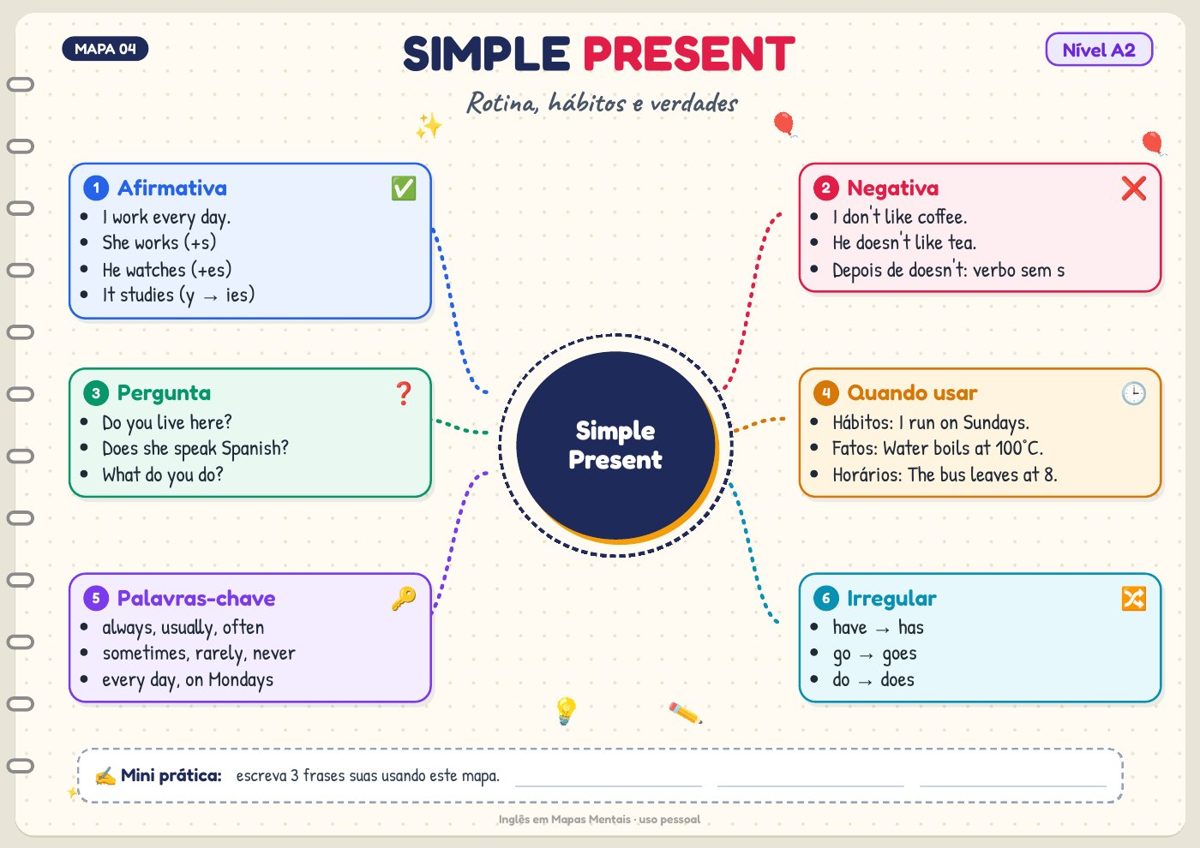 MAPA 04
SIMPLE PRESENT
Nível A2
Rotina, hábitos e verdades
1 Afirmativa
• I work every day.
• She works (+s)
• He watches (+es)
• It studies (y → ies)
2 Negativa
• I don't like coffee.
• He doesn't like tea.
• Depois de doesn't: verbo sem s
3 Pergunta
• Do you live here?
• Does she speak Spanish?
• What do you do?
Simple
Present
4 Quando usar
• Hábitos: I run on Sundays.
• Fatos: Water boils at 100°C.
• Horários: The bus leaves at 8.
5 Palavras-chave
• always, usually, often
• sometimes, rarely, never
• every day, on Mondays
6 Irregular
• have → has
• go → goes
• do → does
Mini prática: escreva 3 frases suas usando este mapa.
Inglês em Mapas Mentais · uso pessoal